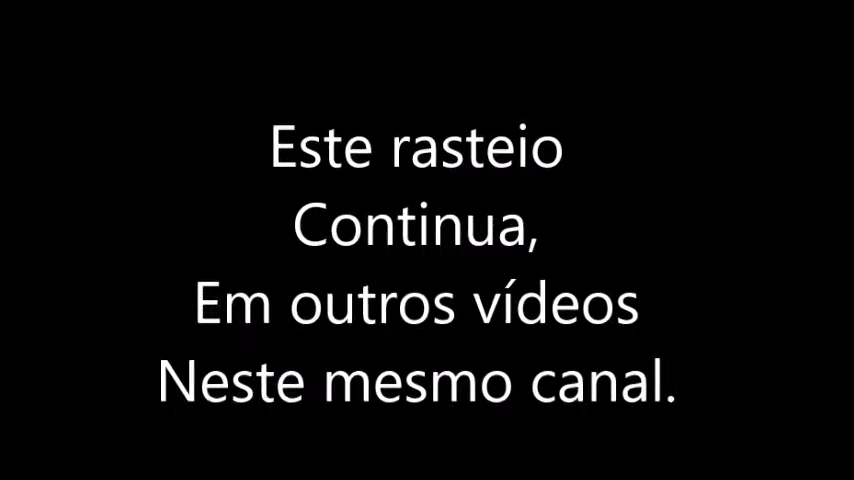 Este rasteio
Continua,
Em outros vídeos
Neste mesmo canal.